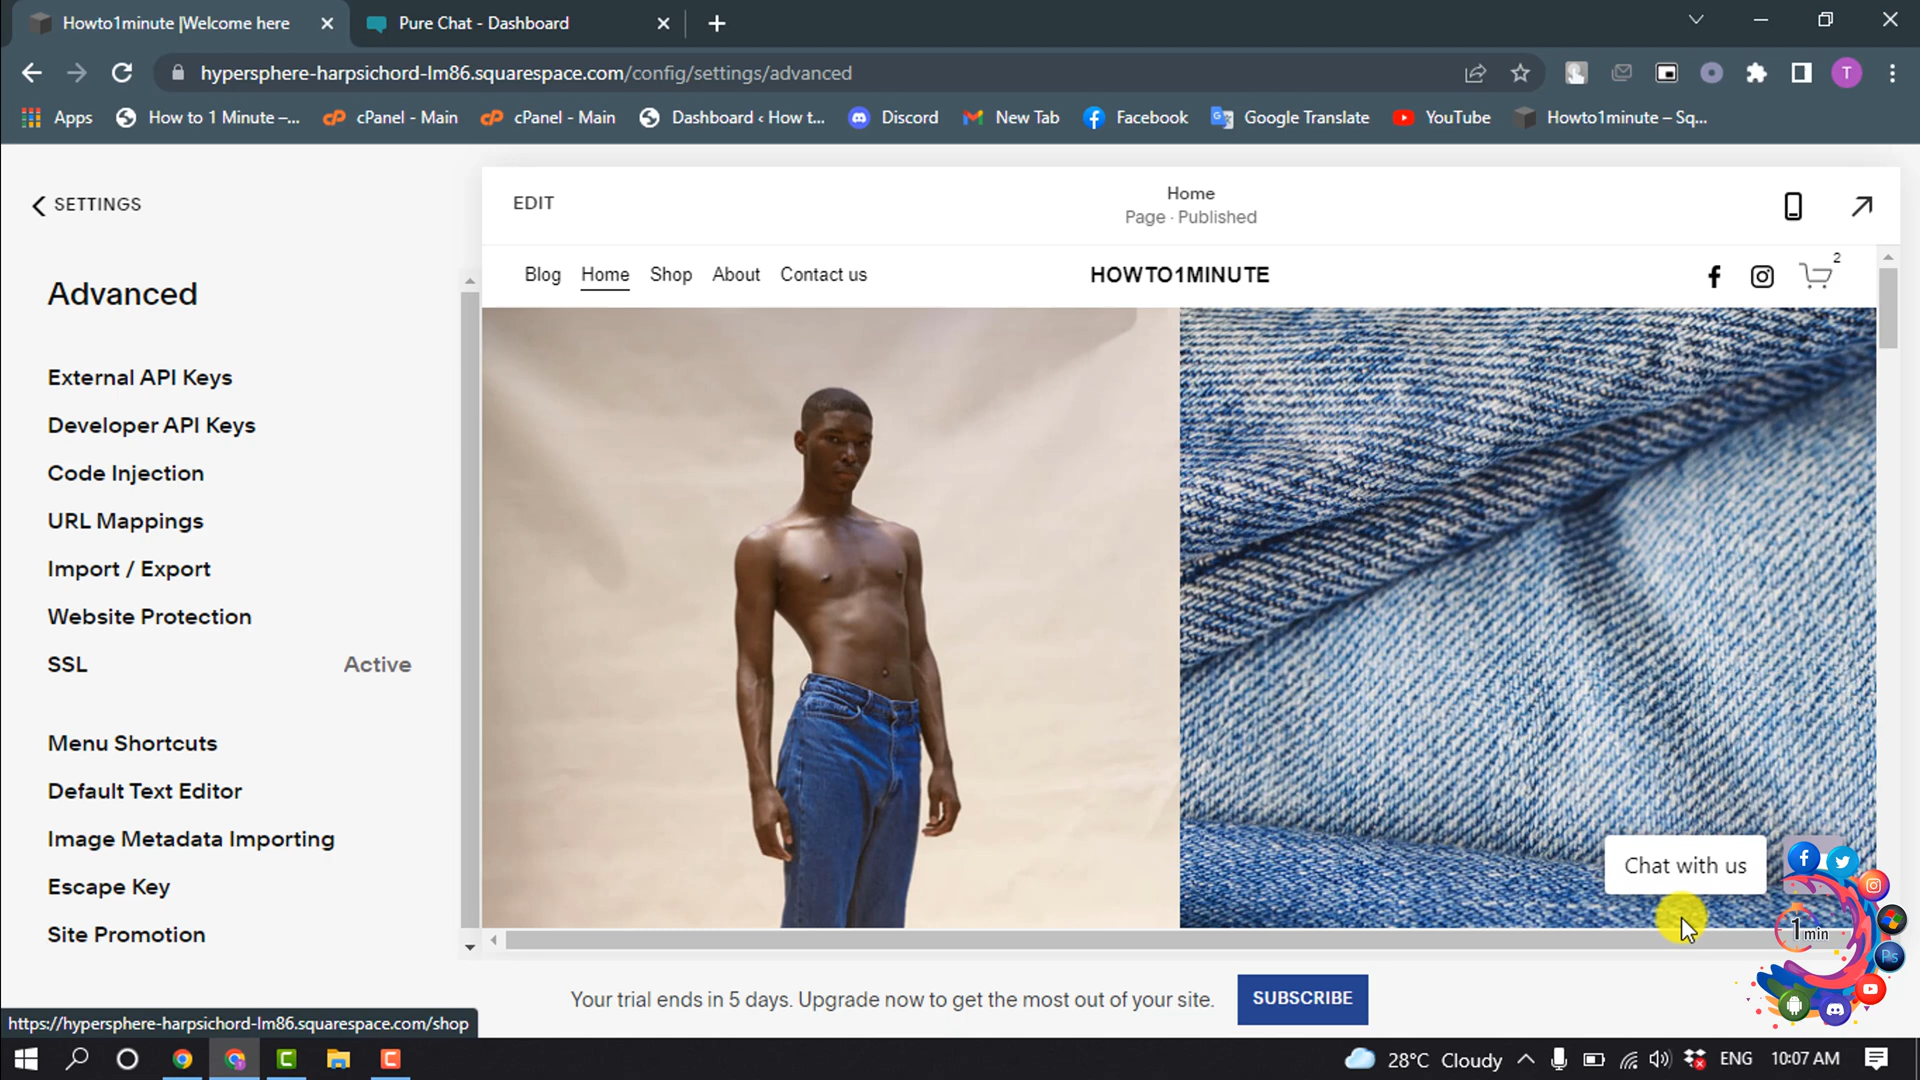 Howto1minute |Welcome here
Pure Chat - Dashboard
hypersphere-harpsichord-lm86.squarespace.com/config/settings/advanced
T
Apps
How to 1 Minute –...
cPanel - Main
cPanel - Main
Dashboard ‹ How t...
Discord
New Tab
Facebook
Google Translate
YouTube
Howto1minute – Sq...
SETTINGS
EDIT
Home
Page · Published
Blog
Home
Shop
About
Contact us
HOWTO1MINUTE
2
Advanced
External API Keys
Developer API Keys
Code Injection
URL Mappings
Import / Export
Website Protection
SSL
Active
Menu Shortcuts
Default Text Editor
Image Metadata Importing
Escape Key
Site Promotion
Chat with us
1 min
Ps
Your trial ends in 5 days. Upgrade now to get the most out of your site.
SUBSCRIBE
https://hypersphere-harpsichord-lm86.squarespace.com/shop
28°C Cloudy
ENG
10:07 AM